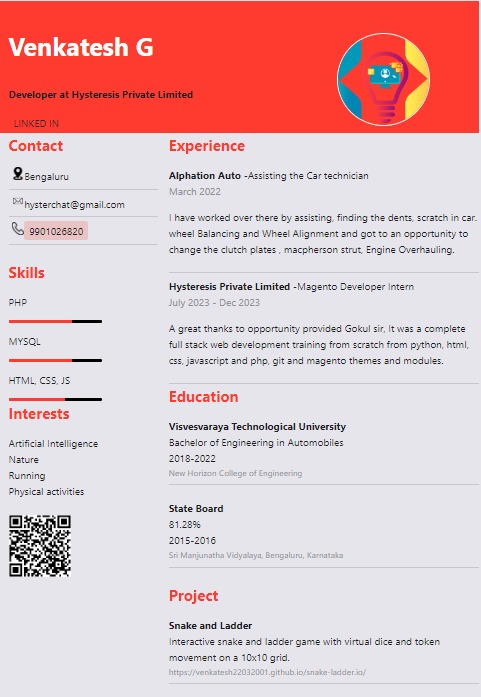 Venkatesh G
Developer at Hysteresis Private Limited
LINKED IN
Contact
Bengaluru
hysterchat@gmail.com
9901026820
Skills
PHP
MYSQL
HTML, CSS, JS
Interests
Artificial Intelligence
Nature
Running
Physical activities
Experience
Alphation Auto -Assisting the Car technician
March 2022
I have worked over there by assisting, finding the dents, scratch in car.
wheel Balancing and Wheel Alignment and got to an opportunity to
change the clutch plates , macpherson strut, Engine Overhauling.
Hysteresis Private Limited -Magento Developer Intern
July 2023 - Dec 2023
A great thanks to opportunity provided Gokul sir, It was a complete
full stack web development training from scratch from python, html,
css, javascript and php, git and magento themes and modules.
Education
Visvesvaraya Technological University
Bachelor of Engineering in Automobiles
2018-2022
New Horizon College of Engineering
State Board
81.28%
2015-2016
Sri Manjunatha Vidyalaya, Bengaluru, Karnataka
Project
Snake and Ladder
Interactive snake and ladder game with virtual dice and token
movement on a 10x10 grid.
https://venkatesh22032001.github.io/snake-ladder.io/